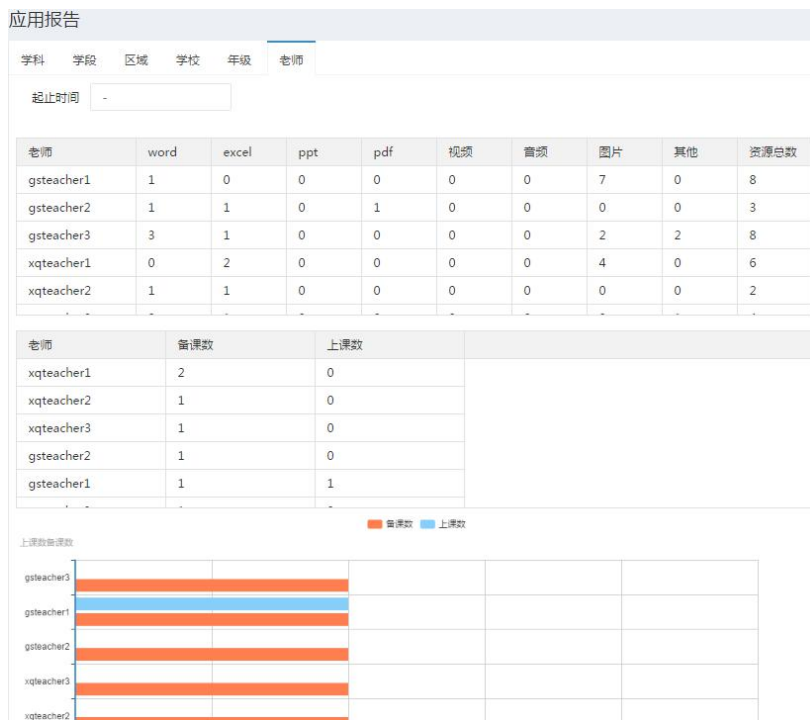 应用报告
学科 学段 区域 学校 年级 老师
起止时间 -
老师 word excel ppt pdf 视频 音频 图片 其他 资源总数
gsteacher1 1 0 0 0 0 0 7 0 8
gsteacher2 1 1 0 1 0 0 0 0 3
gsteacher3 3 1 0 0 0 0 2 2 8
xqteacher1 0 2 0 0 0 0 4 0 6
xqteacher2 1 1 0 0 0 0 0 0 2
老师 备课数 上课数
xqteacher1 2 0
xqteacher2 1 0
xqteacher3 1 0
gsteacher2 1 0
gsteacher1 1 1
备课数 上课数
上课数备课数
gsteacher3
gsteacher1
gsteacher2
xqteacher3
xqteacher2